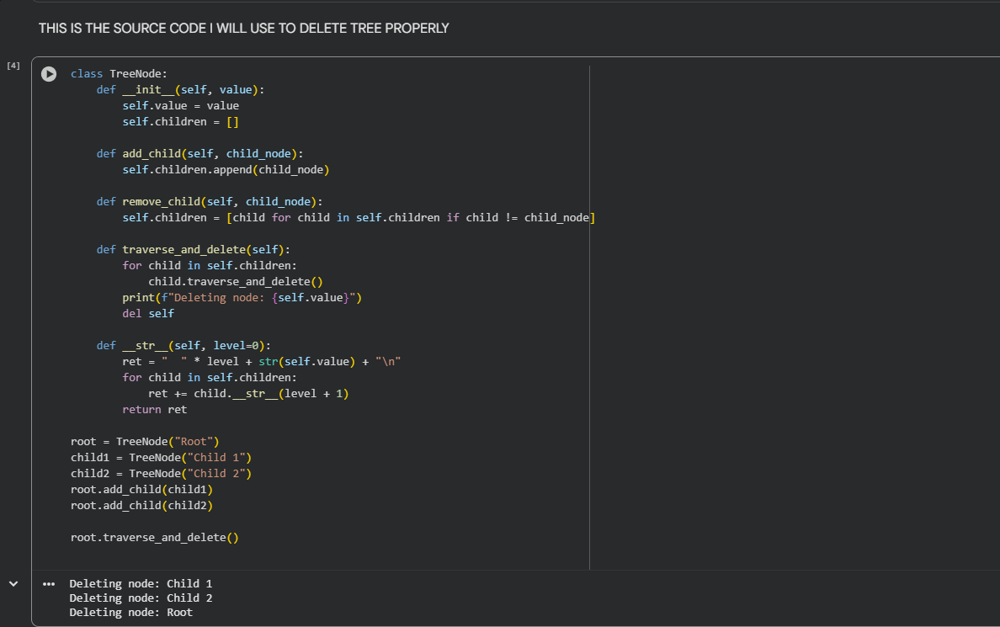 THIS IS THE SOURCE CODE I WILL USE TO DELETE TREE PROPERLY
[4]
class TreeNode:
    def __init__(self, value):
        self.value = value
        self.children = []

    def add_child(self, child_node):
        self.children.append(child_node)

    def remove_child(self, child_node):
        self.children = [child for child in self.children if child != child_node]

    def traverse_and_delete(self):
        for child in self.children:
            child.traverse_and_delete()
        print(f"Deleting node: {self.value}")
        del self

    def __str__(self, level=0):
        ret = "  " * level + str(self.value) + "\n"
        for child in self.children:
            ret += child.__str__(level + 1)
        return ret

root = TreeNode("Root")
child1 = TreeNode("Child 1")
child2 = TreeNode("Child 2")
root.add_child(child1)
root.add_child(child2)

root.traverse_and_delete()

Deleting node: Child 1
Deleting node: Child 2
Deleting node: Root